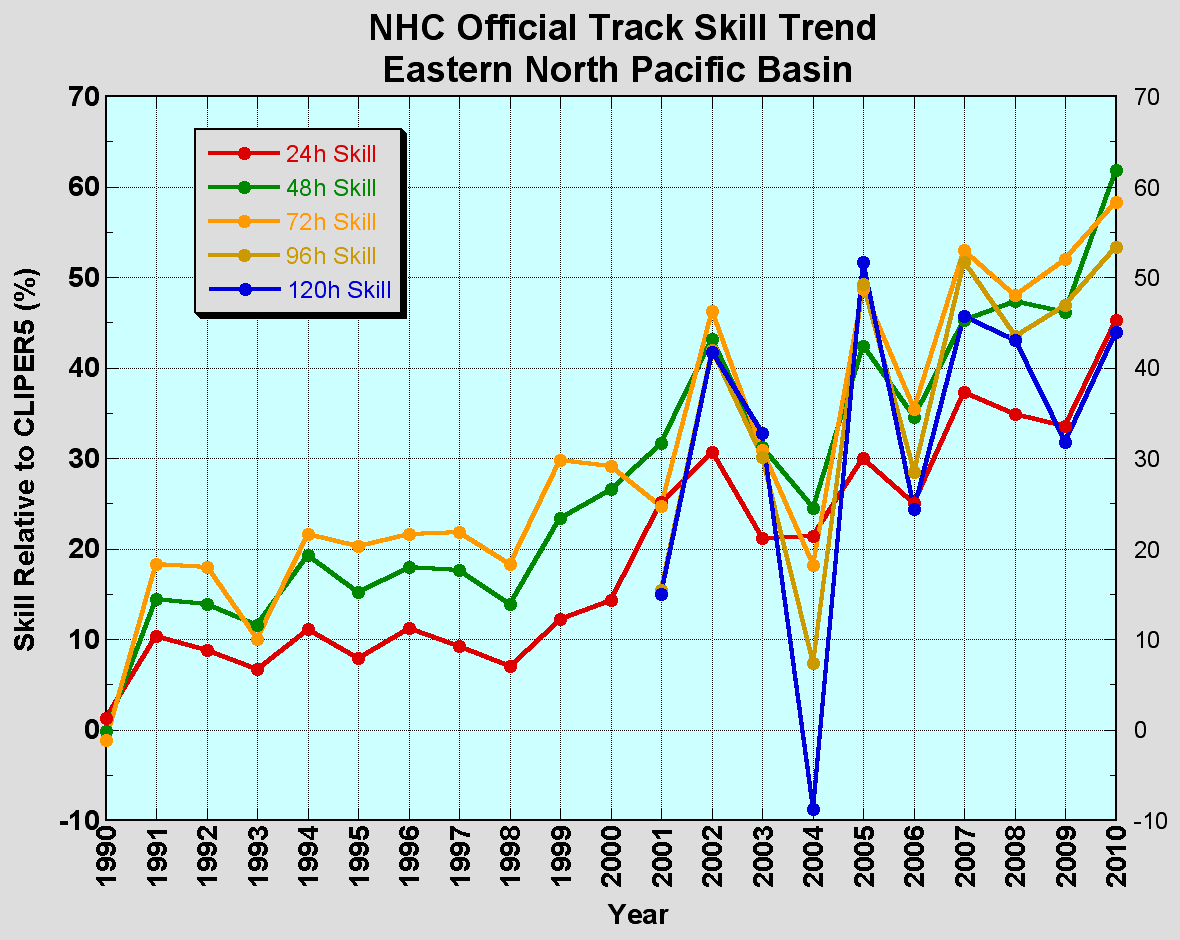 NHC Official Track Skill Trend
Eastern North Pacific Basin
Skill Relative to CLIPER5 (%)
70
60
50
40
30
20
10
0
-10
24h Skill
48h Skill
72h Skill
96h Skill
120h Skill
70
60
50
40
30
20
10
0
-10
1990 1991 1992 1993 1994 1995 1996 1997 1998 1999 2000 2001 2002 2003 2004 2005 2006 2007 2008 2009 2010
Year